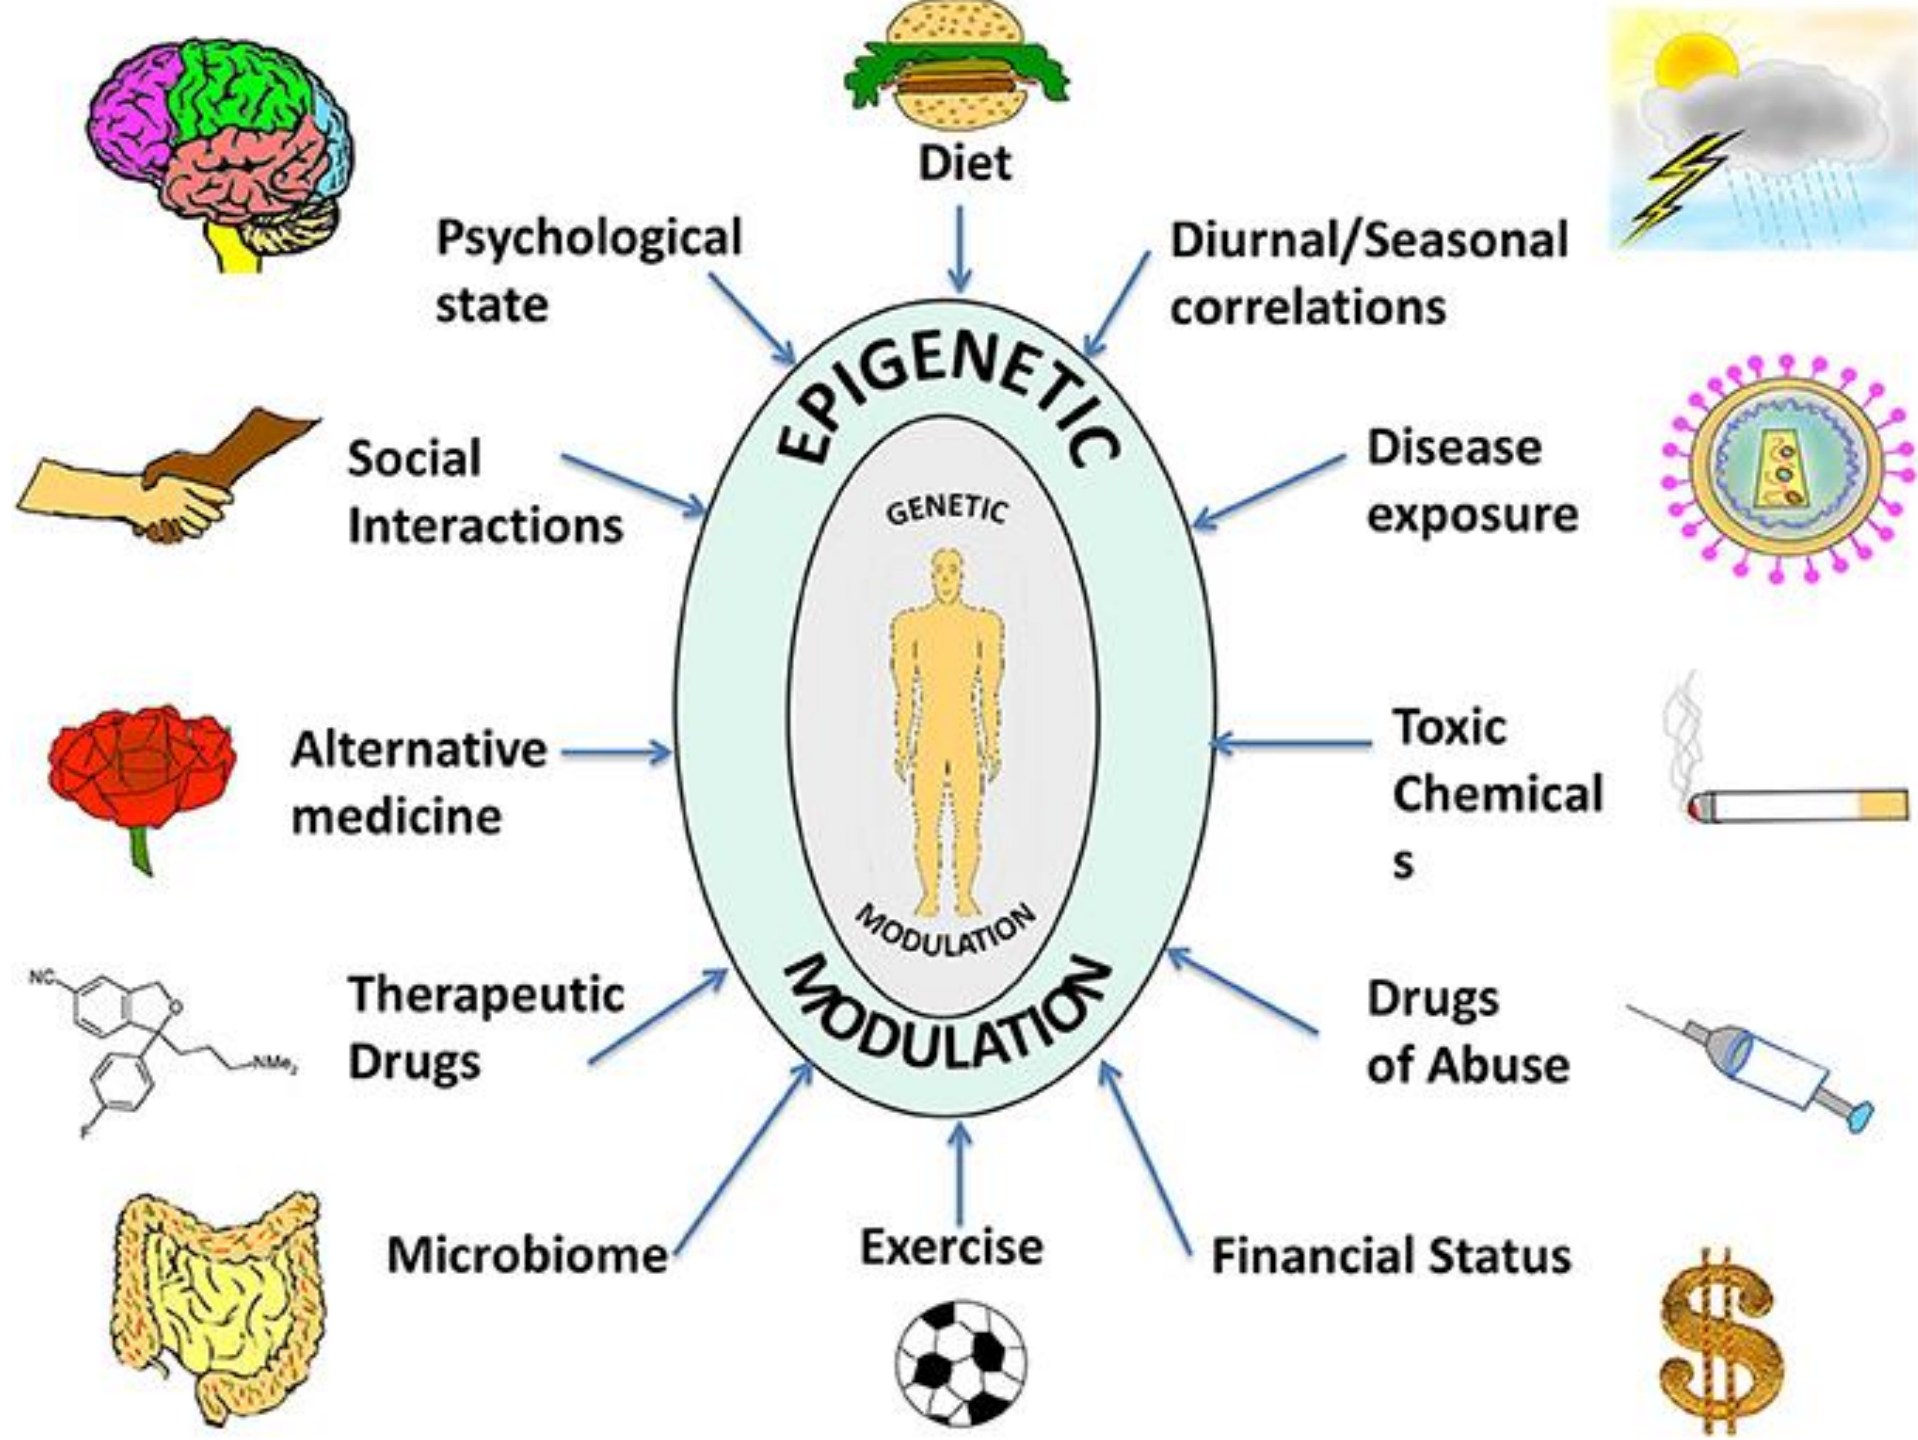 Diet
Psychological
state
Diurnal/Seasonal
correlations
EPIGENETIC
Social
Interactions
Disease
exposure
GENETIC
Alternative
medicine
Toxic
Chemical
s
MODULATION
MODULATION
NC
O
NMe2
F
Therapeutic
Drugs
Drugs
of Abuse
Microbiome
Exercise
Financial Status
$